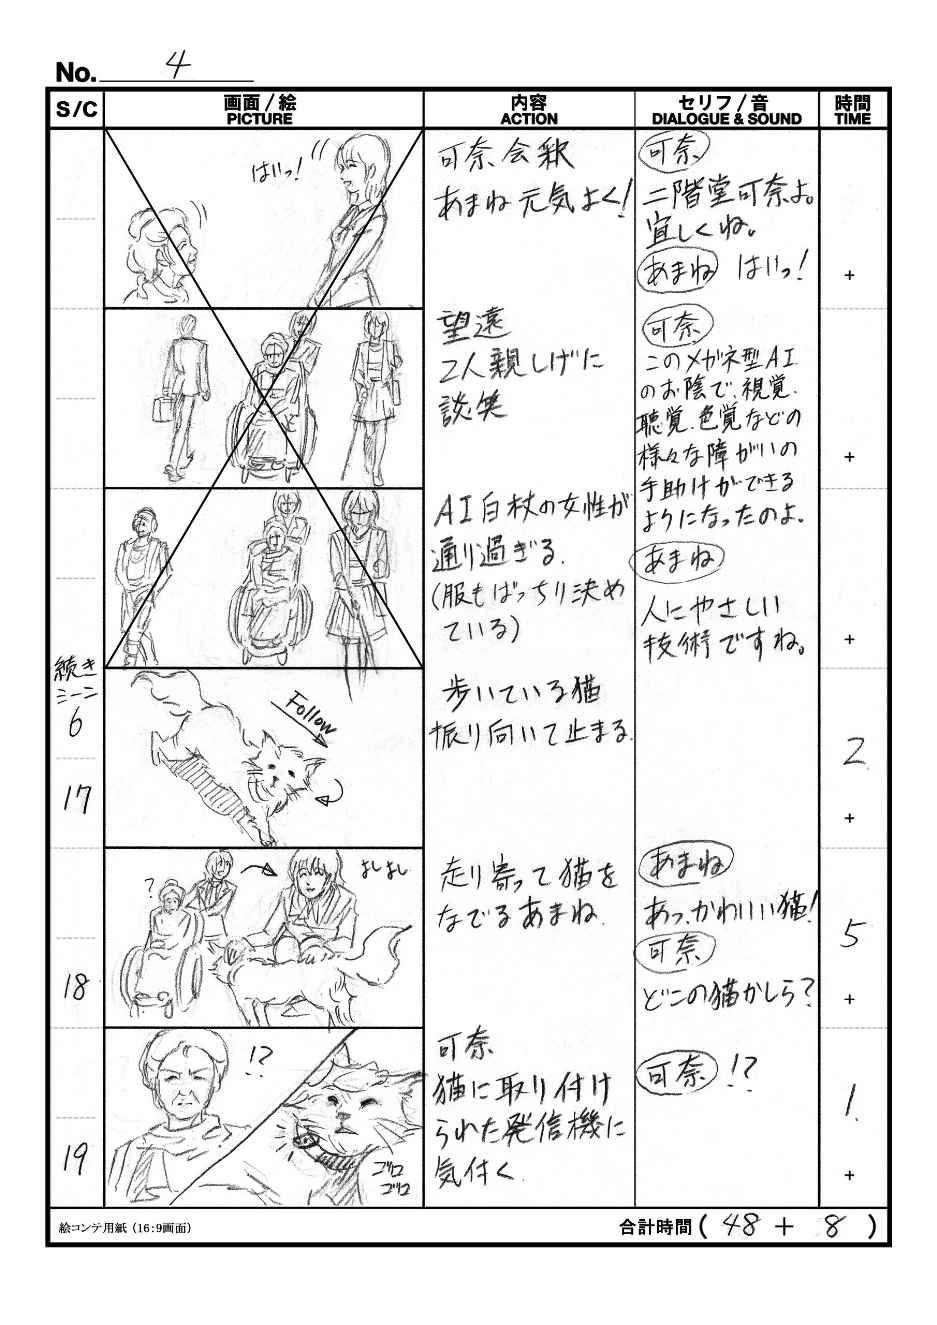 No. 4
S/C
画面/絵
PICTURE
内容
ACTION
セリフ/音
DIALOGUE & SOUND
時間
TIME
はいっ!
可奈会釈
あまね元気よく!
可奈
二階堂可奈よ。
宜しくね。
あまね はいっ!
+
望遠
2人親しげに
談笑
可奈
このメガネ型AI
のお陰で、視覚、
聴覚、色覚などの
様々な障がいの
手助けができる
ようになったのよ。
+
AI白杖の女性が
通り過ぎる.
(服もばっちり決め
ている)
あまね
人にやさしい
技術ですね。
+
続き
シーン
6
17
Follow
歩いている猫
振り向いて止まる.
2
+
18
?
よしよし
走り寄って猫を
なでるあまね.
あまね
あっ、かわいい猫!
可奈
どこの猫かしら?
5
+
19
!?
ゴロ
ゴロ
可奈
猫に取り付け
られた発信機に
気付く.
可奈 !?
1.
+
絵コンテ用紙(16:9画面)
合計時間( 48 + 8 )